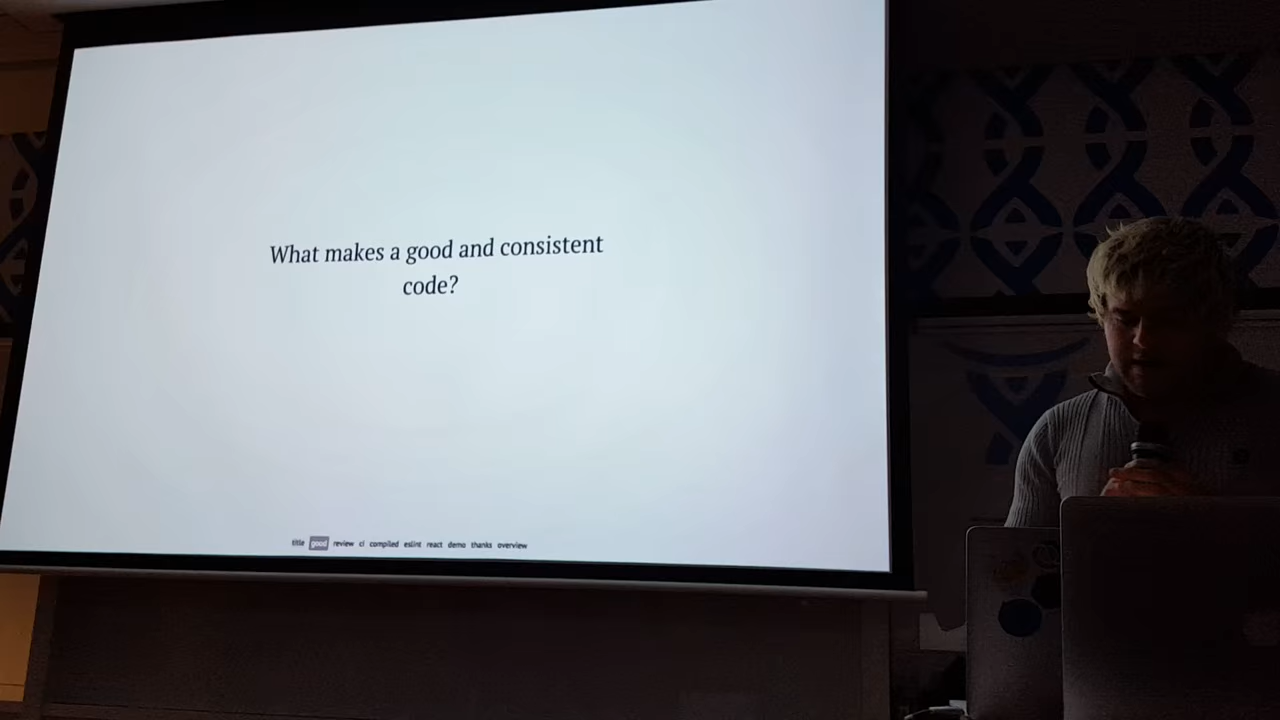 What makes a good and consistent
code?
title good review ci compiled eslint react demo thanks overview